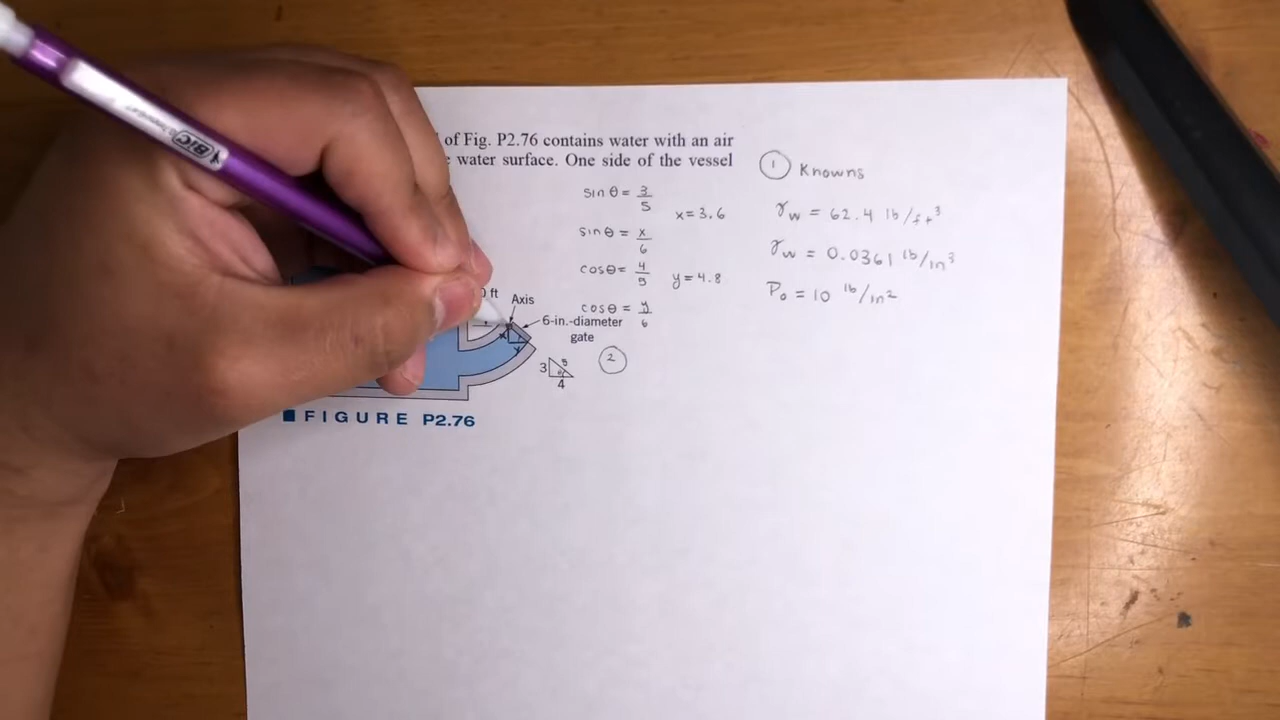 of Fig. P2.76 contains water with an air
water surface. One side of the vessel
sin θ = 3/5
x = 3.6
sin θ = x/6
cos θ = 4/5
y = 4.8
cos θ = y/6
① Knowns
γw = 62.4 lb/ft³
γw = 0.0361 lb/in³
P₀ = 10 lb/in²
ft
Axis
6-in.-diameter
gate
x
y
3
5
θ
4
②
FIGURE P2.76
BIC